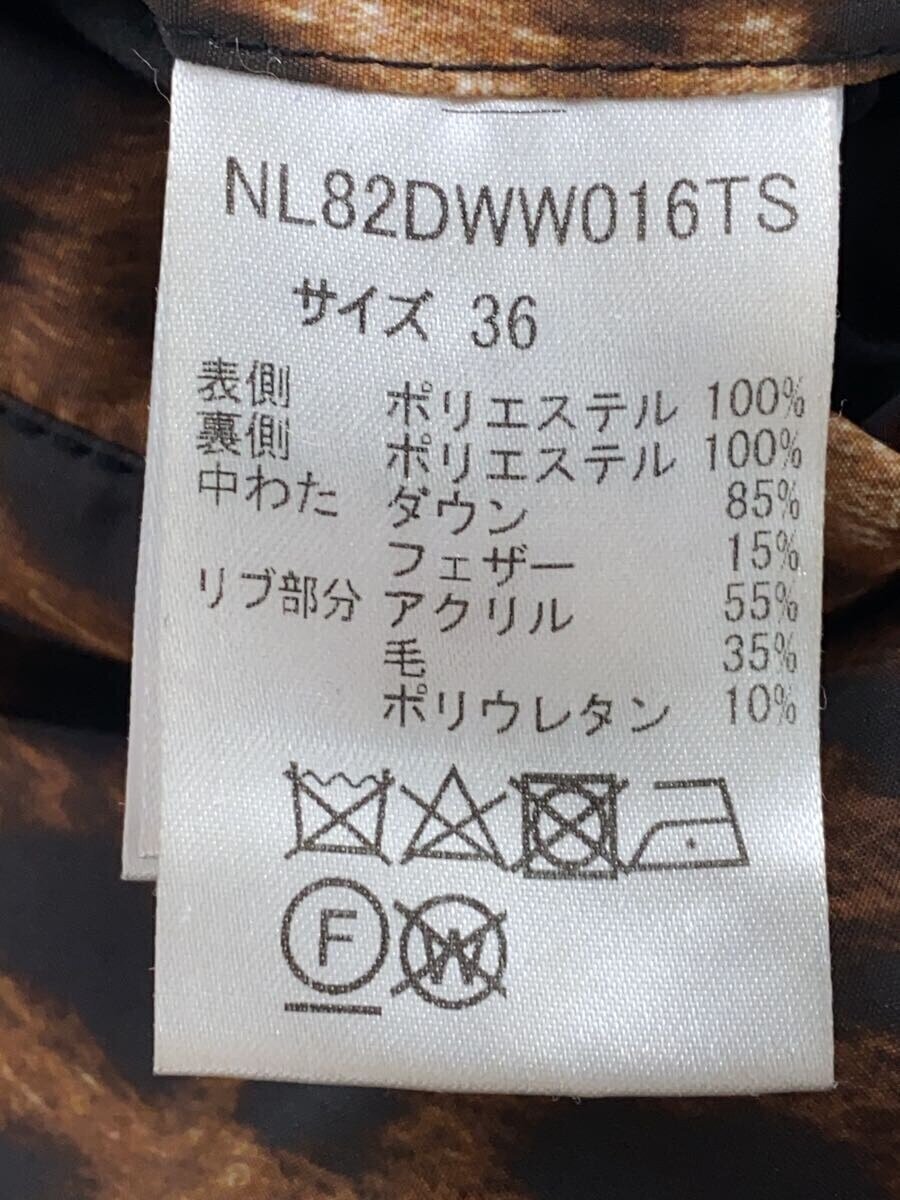 NL82DWW016TS
サイズ 36
表側 ポリエステル 100%
裏側 ポリエステル 100%
中わた ダウン 85%
フェザー 15%
リブ部分 アクリル 55%
毛 35%
ポリウレタン 10%
F W